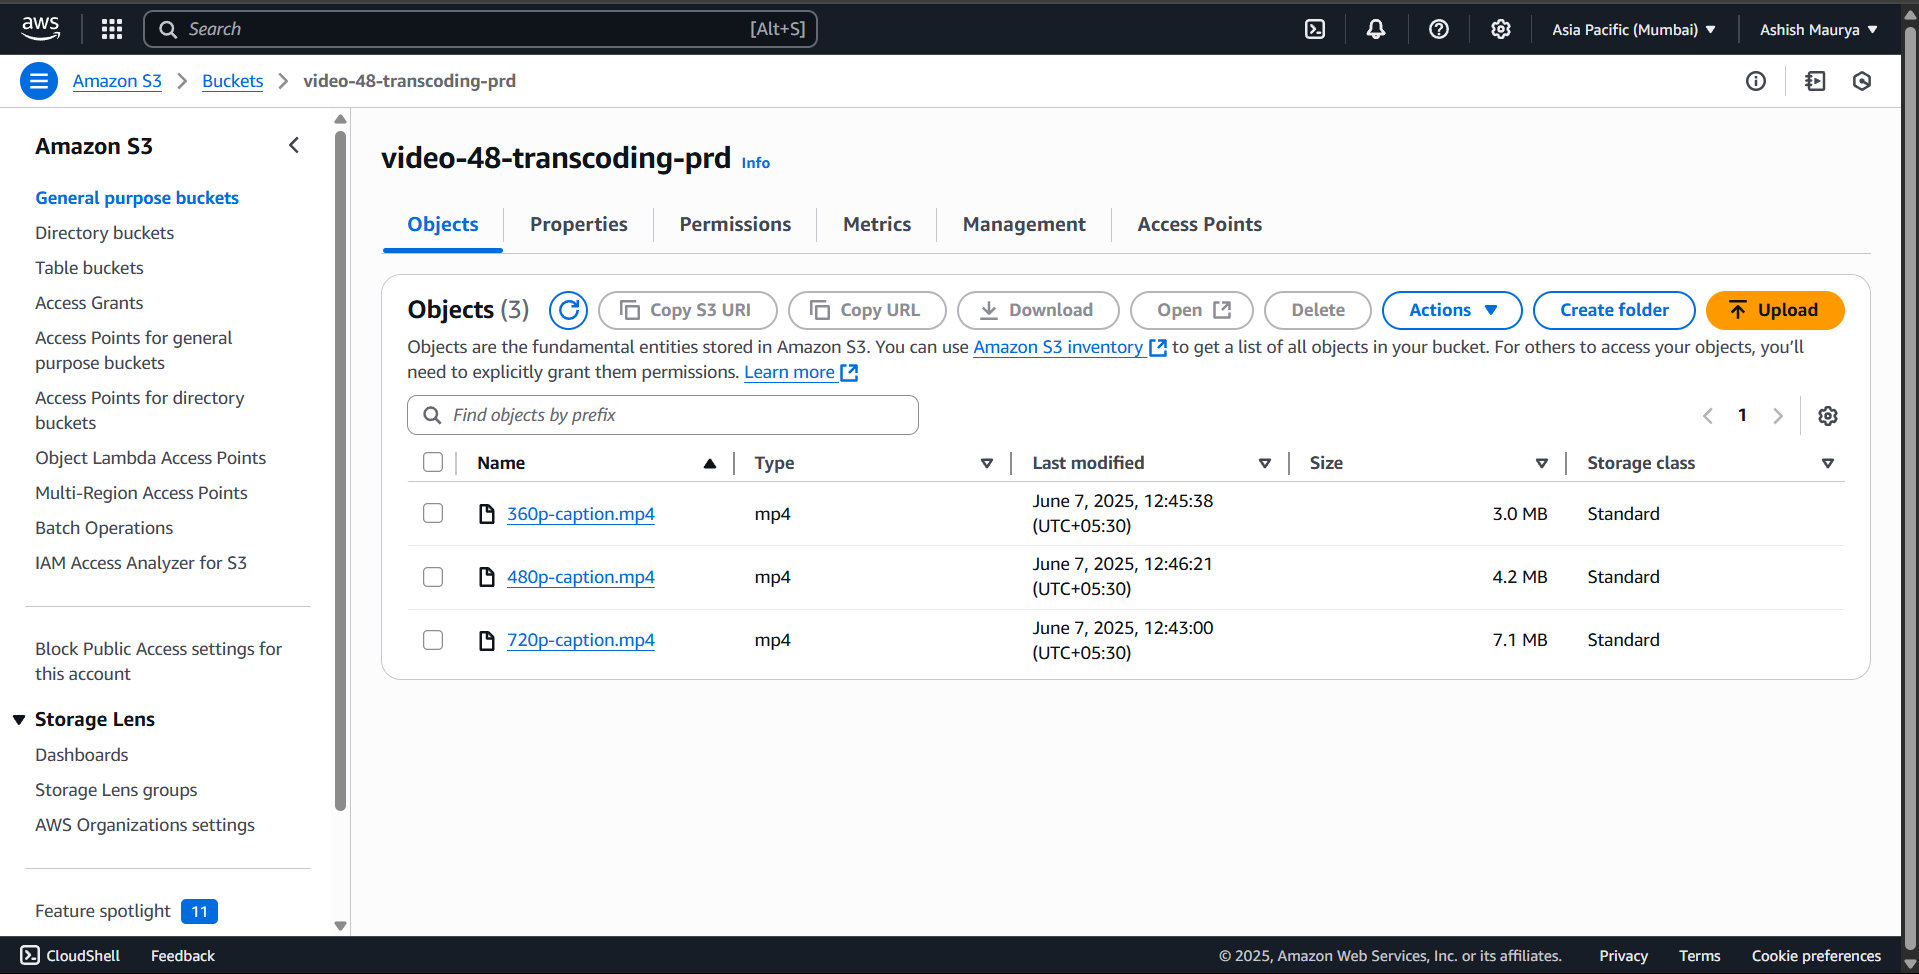 aws
Search [Alt+S]
Asia Pacific (Mumbai)
Ashish Maurya
Amazon S3 > Buckets > video-48-transcoding-prd
Amazon S3
General purpose buckets
Directory buckets
Table buckets
Access Grants
Access Points for general
purpose buckets
Access Points for directory
buckets
Object Lambda Access Points
Multi-Region Access Points
Batch Operations
IAM Access Analyzer for S3
Block Public Access settings for
this account
Storage Lens
Dashboards
Storage Lens groups
AWS Organizations settings
Feature spotlight 11
video-48-transcoding-prd Info
Objects Properties Permissions Metrics Management Access Points
Objects (3) Copy S3 URI Copy URL Download Open Delete Actions Create folder Upload
Objects are the fundamental entities stored in Amazon S3. You can use Amazon S3 inventory to get a list of all objects in your bucket. For others to access your objects, you’ll
need to explicitly grant them permissions. Learn more
Find objects by prefix
1
Name Type Last modified Size Storage class
360p-caption.mp4 mp4 June 7, 2025, 12:45:38 (UTC+05:30) 3.0 MB Standard
480p-caption.mp4 mp4 June 7, 2025, 12:46:21 (UTC+05:30) 4.2 MB Standard
720p-caption.mp4 mp4 June 7, 2025, 12:43:00 (UTC+05:30) 7.1 MB Standard
CloudShell Feedback
© 2025, Amazon Web Services, Inc. or its affiliates. Privacy Terms Cookie preferences